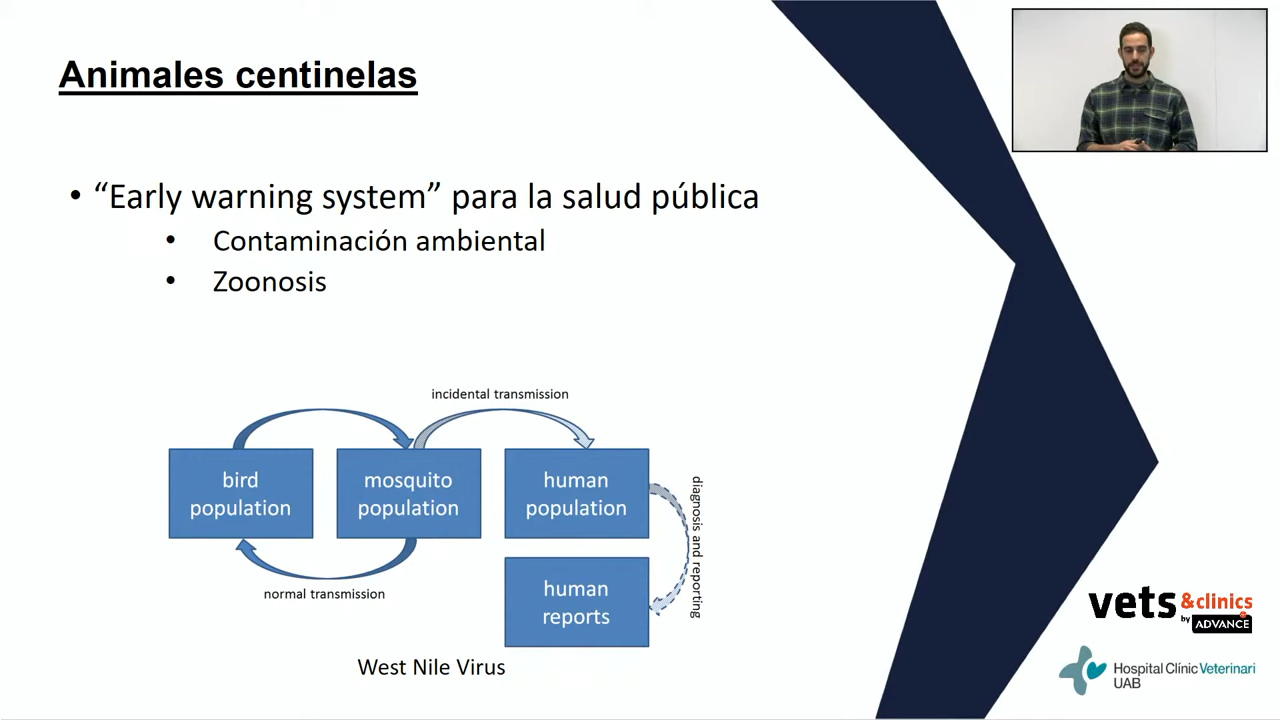 Animales centinelas
• “Early warning system” para la salud pública
• Contaminación ambiental
• Zoonosis
incidental transmission
bird
population
mosquito
population
human
population
diagnosis and reporting
human
reports
normal transmission
West Nile Virus
vets &clinics
by ADVANCE
Hospital Clínic Veterinari
UAB